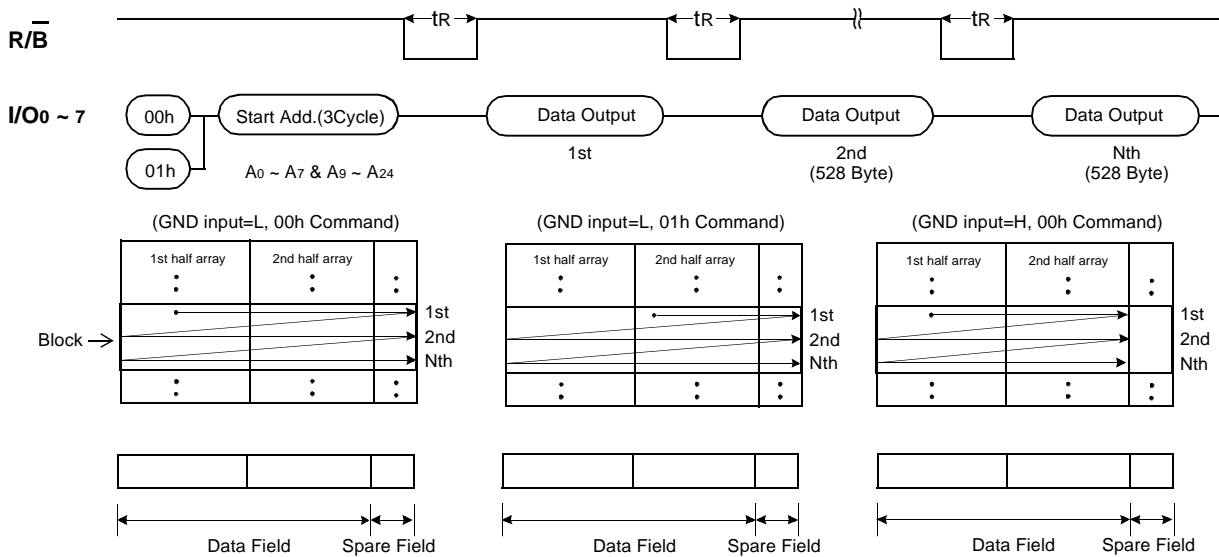 tR tR tR
R/B
I/O0 ~ 7 00h Start Add.(3Cycle) Data Output Data Output Data Output
01h A0 ~ A7 & A9 ~ A24 1st 2nd Nth
(528 Byte) (528 Byte)
(GND input=L, 00h Command) (GND input=L, 01h Command) (GND input=H, 00h Command)
1st half array 2nd half array 1st half array 2nd half array 1st half array 2nd half array
1st 1st 1st
Block 2nd 2nd 2nd
Nth Nth Nth
Data Field Spare Field Data Field Spare Field Data Field Spare Field